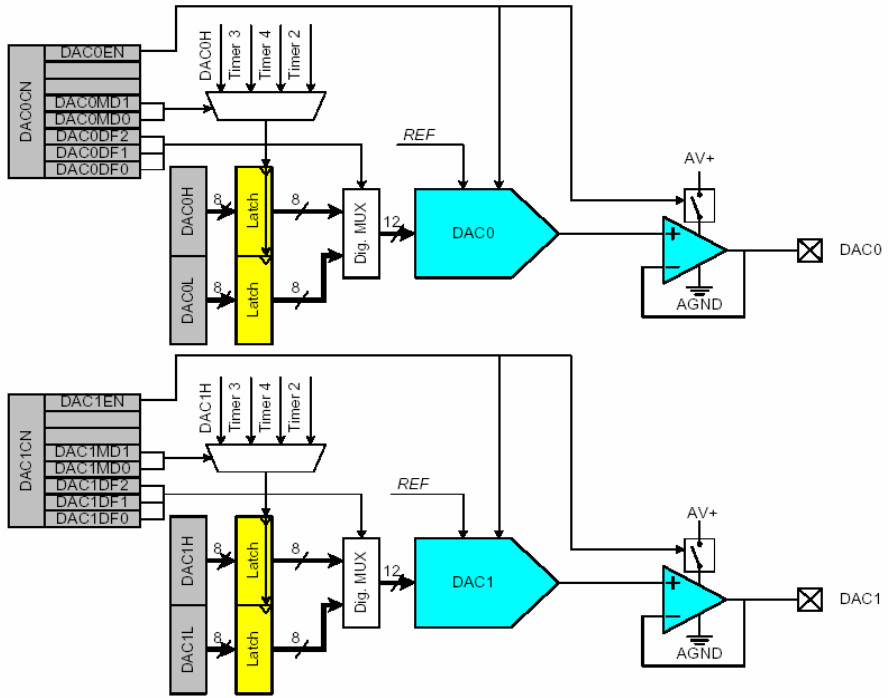 DAC0CN
DAC0EN
DAC0MD1
DAC0MD0
DAC0DF2
DAC0DF1
DAC0DF0
DAC0H
Timer 3
Timer 4
Timer 2
REF
AV+
DAC0H
8
Latch
8
Dig. MUX
12
DAC0
+
−
DAC0
DAC0L
8
Latch
8
AGND
DAC1CN
DAC1EN
DAC1MD1
DAC1MD0
DAC1DF2
DAC1DF1
DAC1DF0
DAC1H
Timer 3
Timer 4
Timer 2
REF
AV+
DAC1H
8
Latch
8
Dig. MUX
12
DAC1
+
−
DAC1
DAC1L
8
Latch
8
AGND